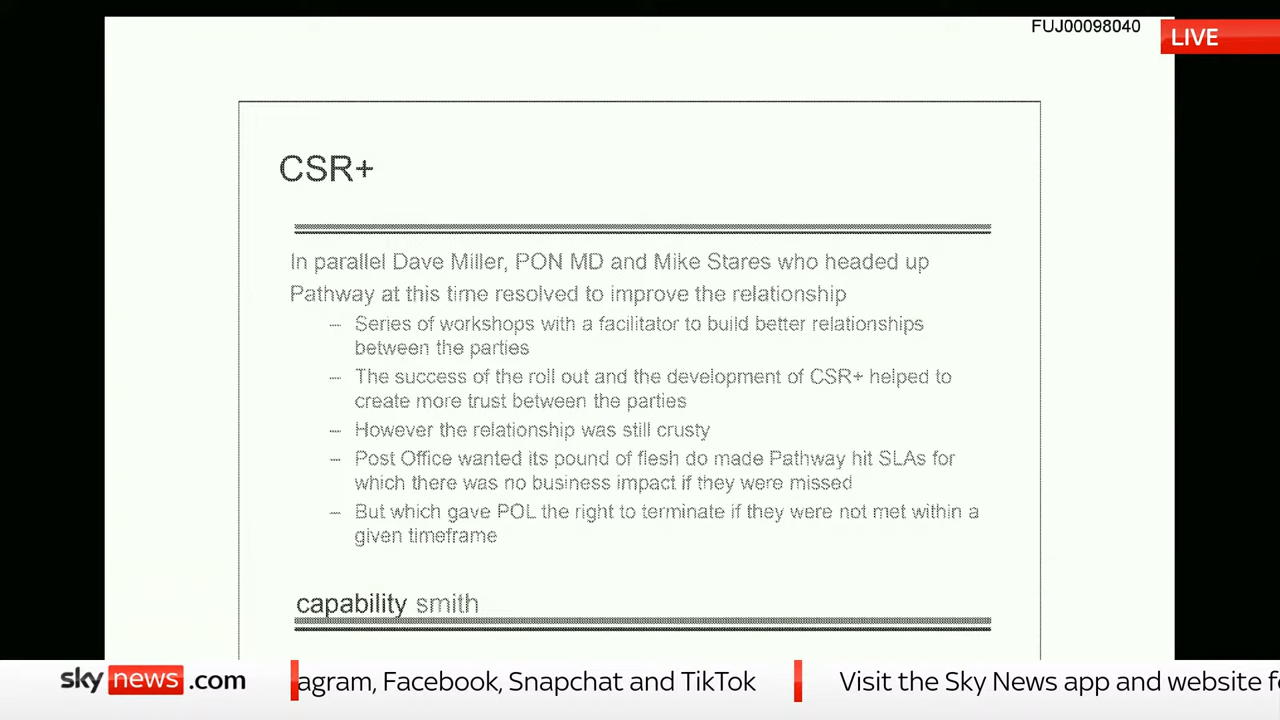 FUJ00098040
LIVE
CSR+
In parallel Dave Miller, PON MD and Mike Stares who headed up
Pathway at this time resolved to improve the relationship
– Series of workshops with a facilitator to build better relationships
between the parties
– The success of the roll out and the development of CSR+ helped to
create more trust between the parties
– However the relationship was still crusty
– Post Office wanted its pound of flesh do made Pathway hit SLAs for
which there was no business impact if they were missed
– But which gave POL the right to terminate if they were not met within a
given timeframe
capability smith
sky news .com
agram, Facebook, Snapchat and TikTok
Visit the Sky News app and website fo